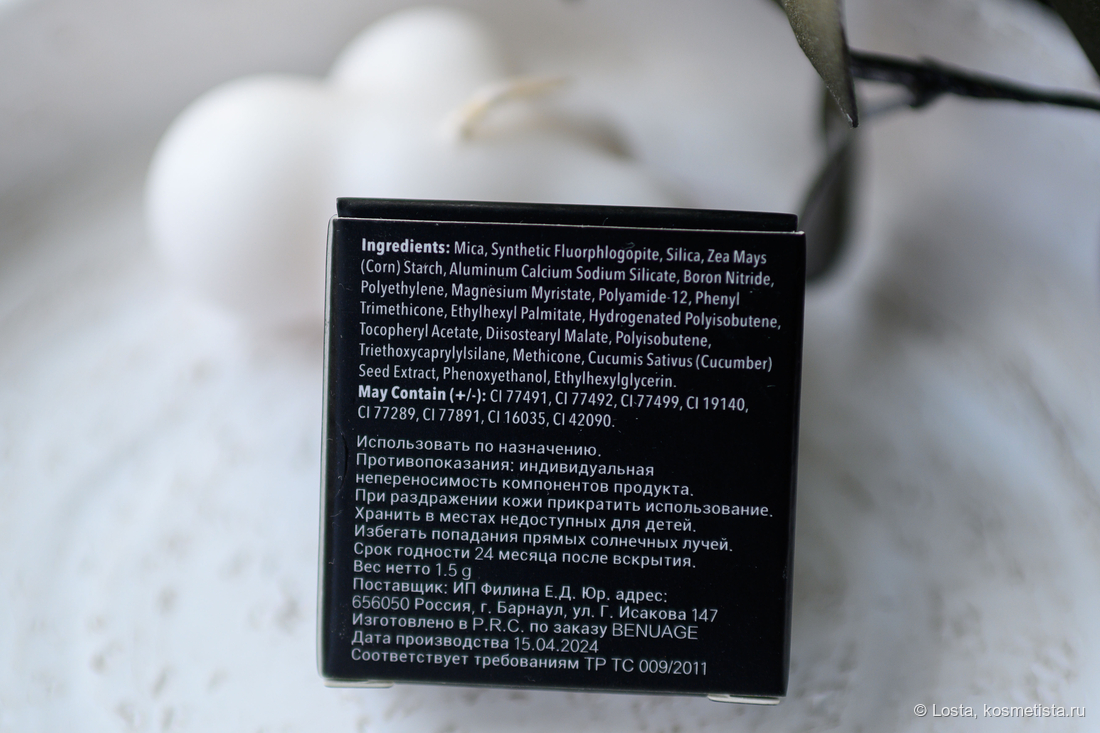 Ingredients: Mica, Synthetic Fluorphlogopite, Silica, Zea Mays
(Corn) Starch, Aluminum Calcium Sodium Silicate, Boron Nitride,
Polyethylene, Magnesium Myristate, Polyamide-12, Phenyl
Trimethicone, Ethylhexyl Palmitate, Hydrogenated Polyisobutene,
Tocopheryl Acetate, Diisostearyl Malate, Polyisobutene,
Triethoxycaprylylsilane, Methicone, Cucumis Sativus (Cucumber)
Seed Extract, Phenoxyethanol, Ethylhexylglycerin.
May Contain (+/-): CI 77491, CI 77492, CI 77499, CI 19140,
CI 77289, CI 77891, CI 16035, CI 42090.
Использовать по назначению.
Противопоказания: индивидуальная
непереносимость компонентов продукта.
При раздражении кожи прикратить использование.
Хранить в местах недоступных для детей.
Избегать попадания прямых солнечных лучей.
Срок годности 24 месяца после вскрытия.
Вес нетто 1.5 g
Поставщик: ИП Филина Е.Д. Юр. адрес:
656050 Россия, г. Барнаул, ул. Г. Исакова 147
Изготовлено в P.R.C. по заказу BENUAGE
Дата производства 15.04.2024
Соответствует требованиям ТР ТС 009/2011
© Losta, kosmetista.ru